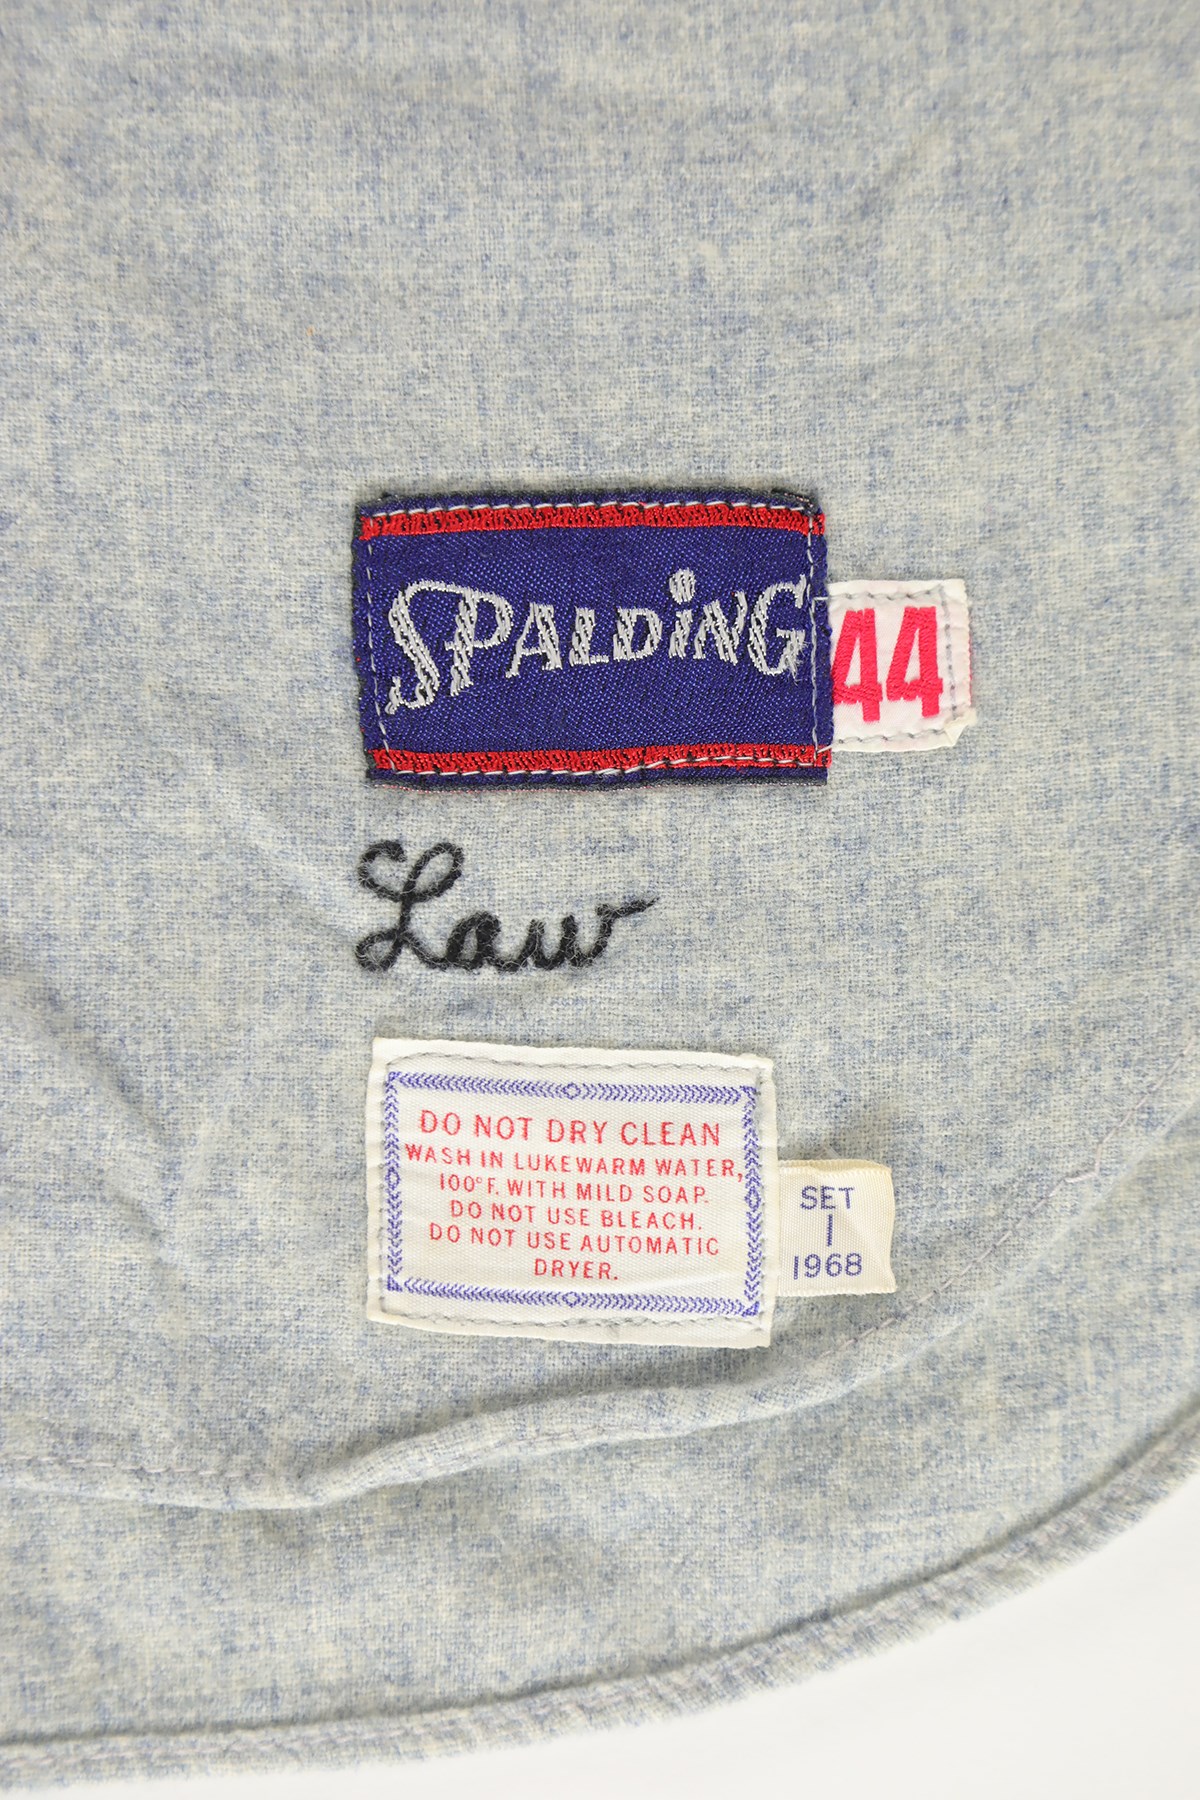 SPALDING
44
Law
DO NOT DRY CLEAN
WASH IN LUKEWARM WATER,
100°F. WITH MILD SOAP.
DO NOT USE BLEACH.
DO NOT USE AUTOMATIC
DRYER.
SET
1
1968